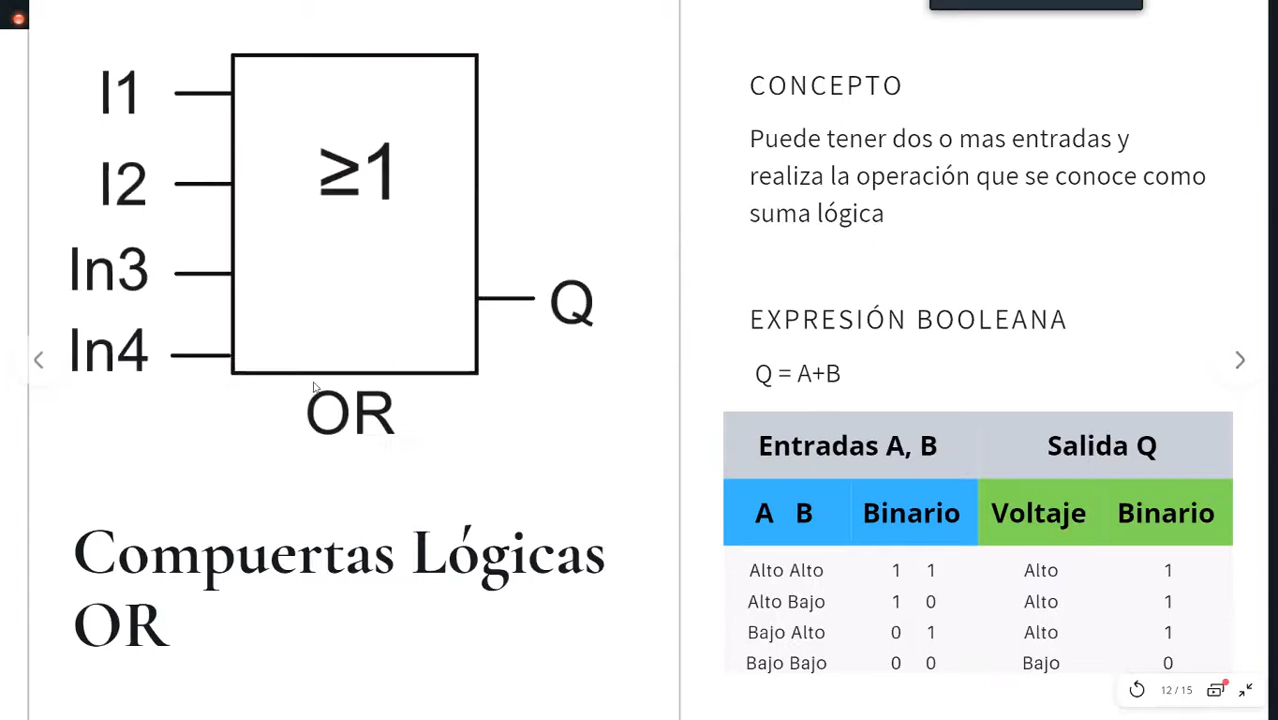 I1
I2
In3
In4
≥1
Q
OR
Compuertas Lógicas
OR
CONCEPTO
Puede tener dos o mas entradas y
realiza la operación que se conoce como
suma lógica
EXPRESIÓN BOOLEANA
Q = A+B
Entradas A, B Salida Q
A B Binario Voltaje Binario
Alto Alto 1 1 Alto 1
Alto Bajo 1 0 Alto 1
Bajo Alto 0 1 Alto 1
Bajo Bajo 0 0 Bajo 0
12 / 15